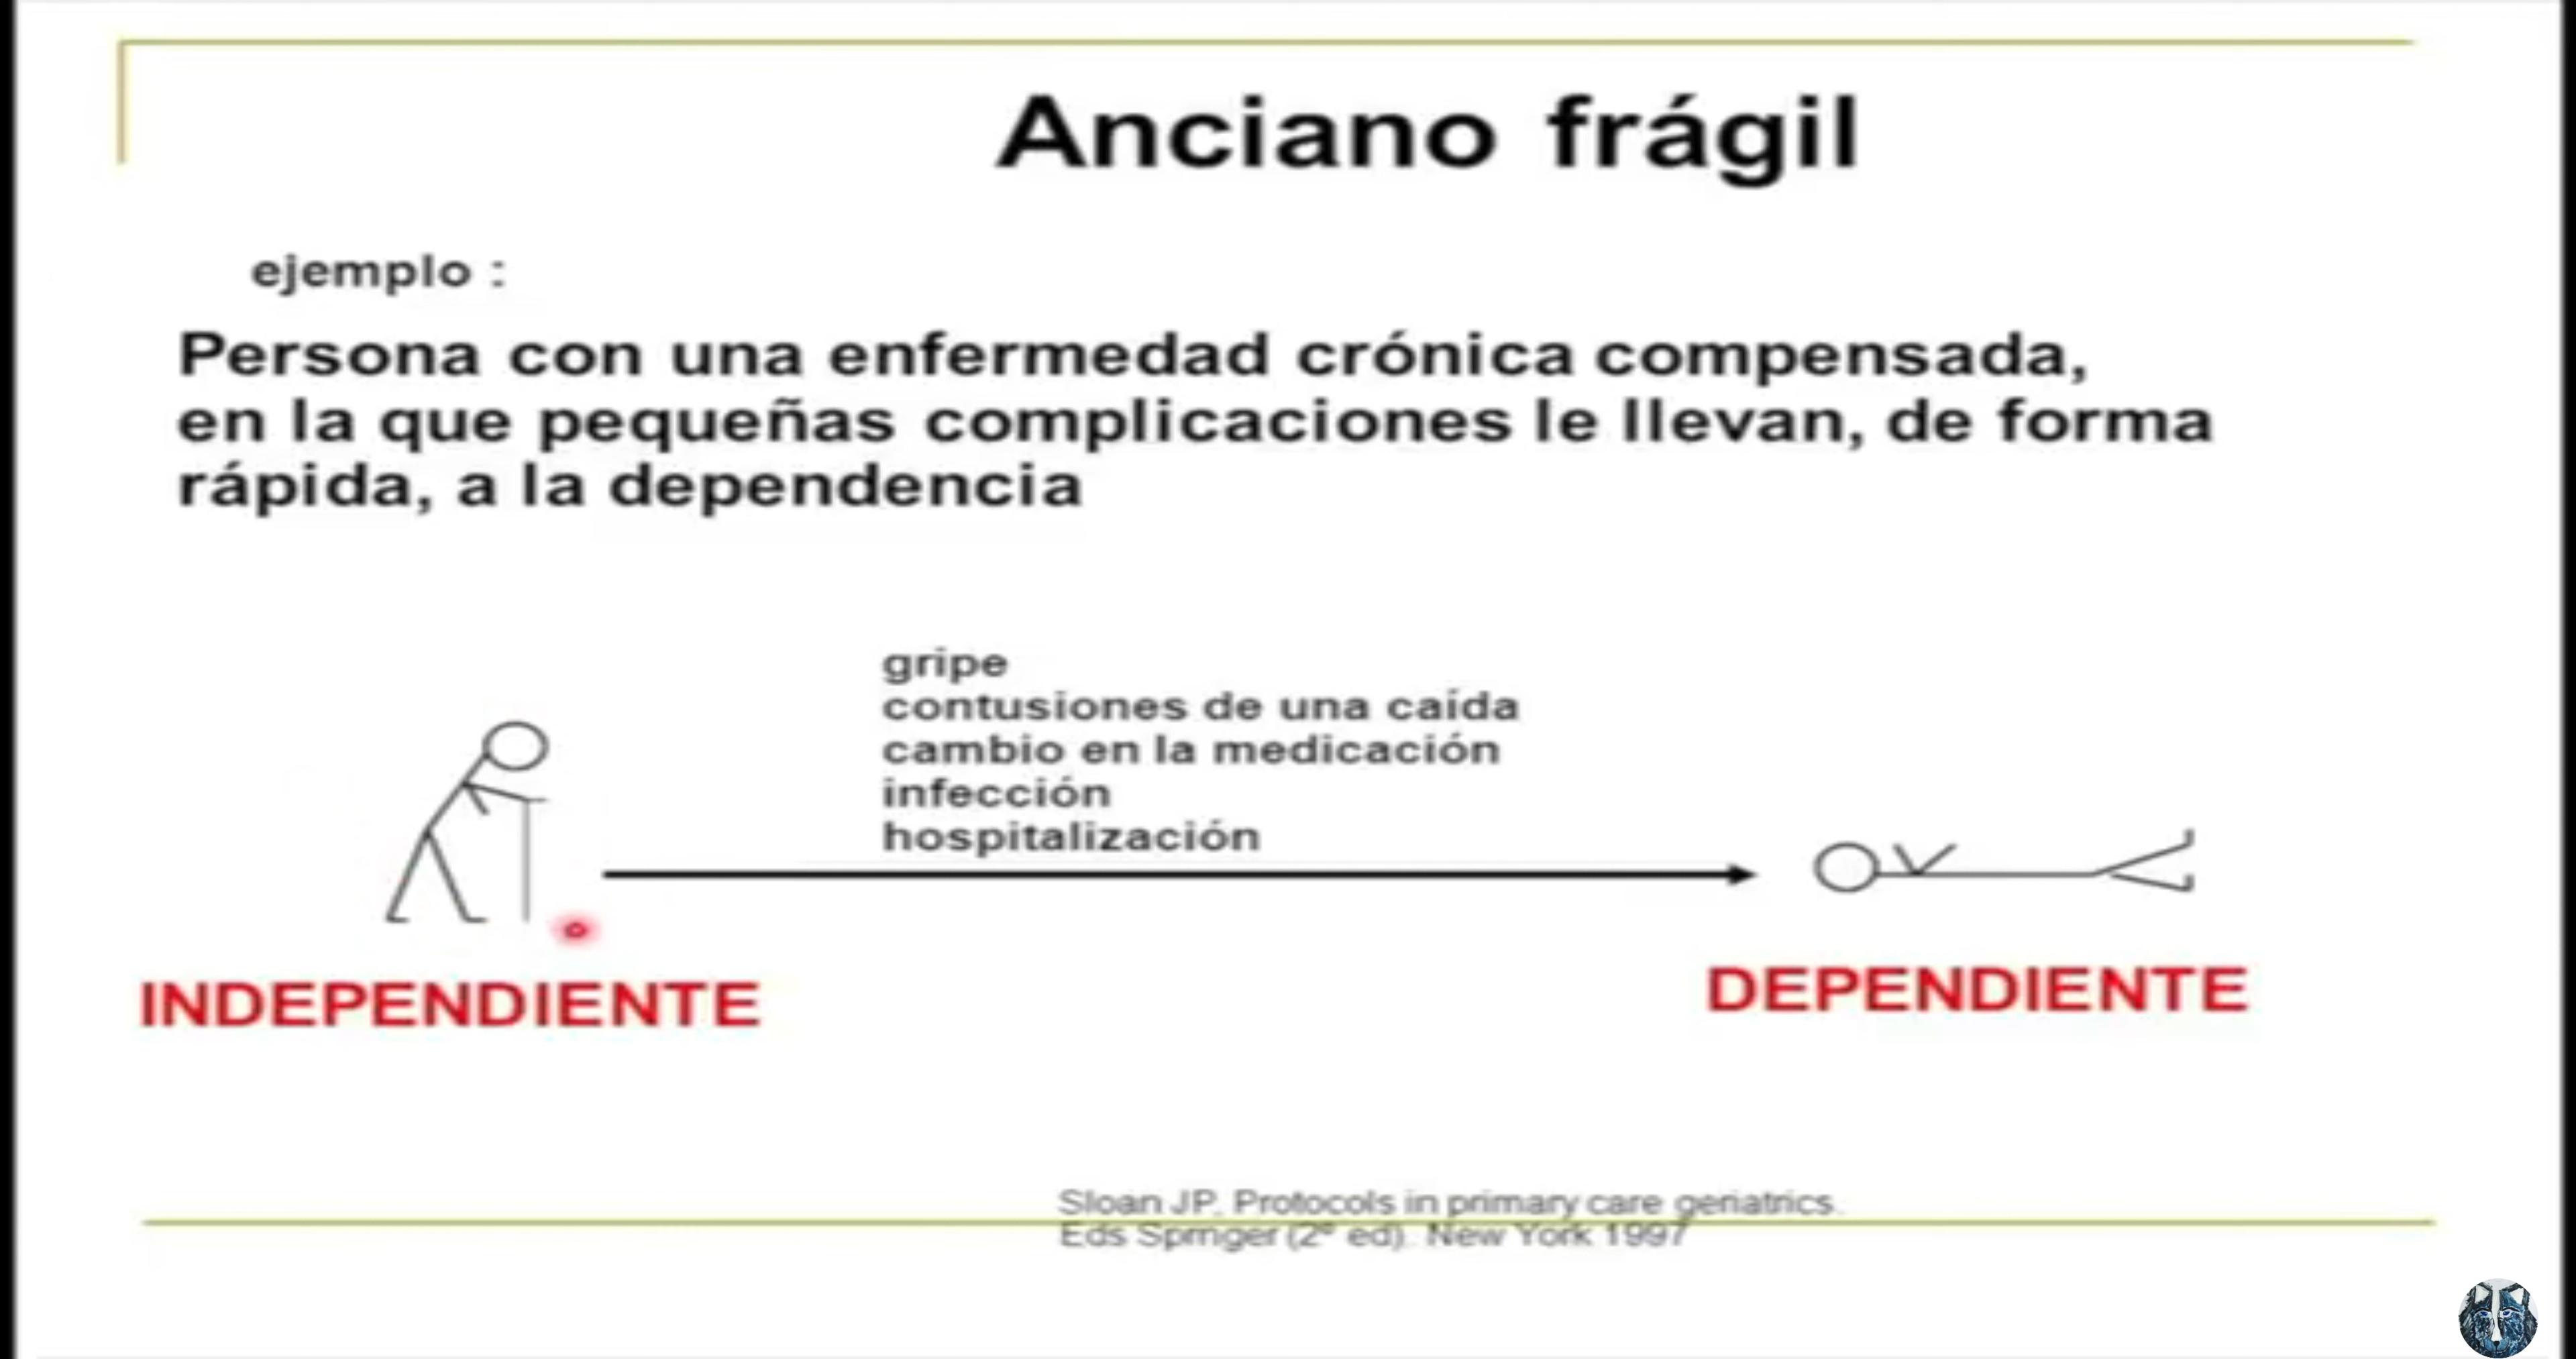 Anciano frágil
ejemplo :
Persona con una enfermedad crónica compensada,
en la que pequeñas complicaciones le llevan, de forma
rápida, a la dependencia
gripe
contusiones de una caída
cambio en la medicación
infección
hospitalización
INDEPENDIENTE
DEPENDIENTE
Sloan JP. Protocols in primary care geriatrics.
Eds Springer (2ª ed). New York 1997